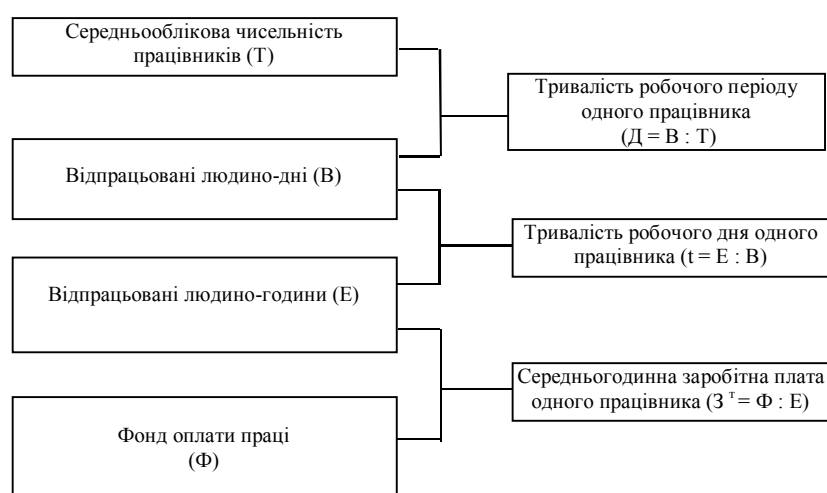 Середньооблікова чисельність
працівників (Т)
Тривалість робочого періоду
одного працівника
(Д = В : Т)
Відпрацьовані людино-дні (В)
Тривалість робочого дня одного
працівника (t = Е : В)
Відпрацьовані людино-години (Е)
Середньогодинна заробітна плата
одного працівника (З ᵀ = Ф : Е)
Фонд оплати праці
(Ф)